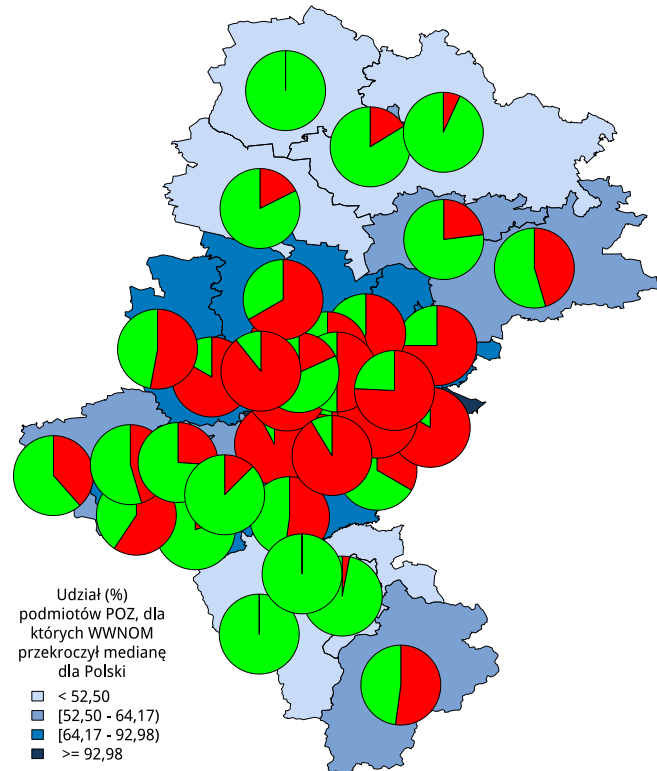 Udział (%)
podmiotów POZ, dla
których WWNOM
przekroczył medianę
dla Polski
< 52,50
[52,50 - 64,17)
[64,17 - 92,98)
>= 92,98